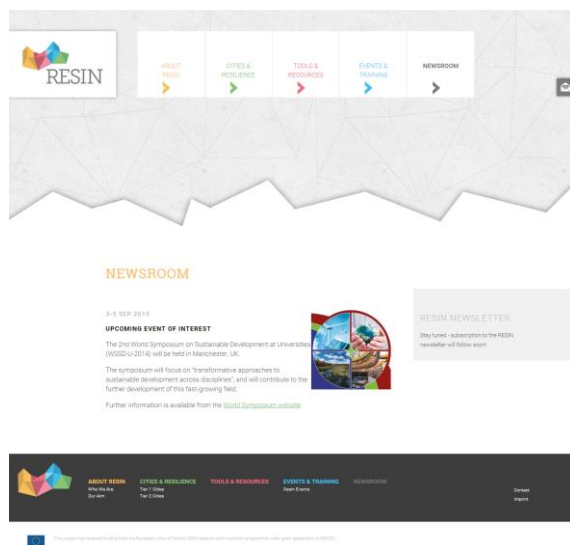 RESIN
ABOUT
RESIN
CITIES &
RESILIENCE
TOOLS &
RESOURCES
EVENTS &
TRAINING
NEWSROOM
NEWSROOM
3-5 SEP 2015
UPCOMING EVENT OF INTEREST
The 2nd World Symposium on Sustainable Development at Universities
(WSSD-U-2014) will be held in Manchester, UK.
The symposium will focus on "transformative approaches to
sustainable development across disciplines", and will contribute to the
further development of this fast-growing field.
Further information is available from the World Symposium website
RESIN NEWSLETTER
Stay tuned - subscription to the RESIN
newsletter will follow soon!
ABOUT RESIN
Who We Are
Our Aim
CITIES & RESILIENCE
Tier 1 Cities
Tier 2 Cities
TOOLS & RESOURCES
EVENTS & TRAINING
Resin Events
NEWSROOM
Contact
Imprint